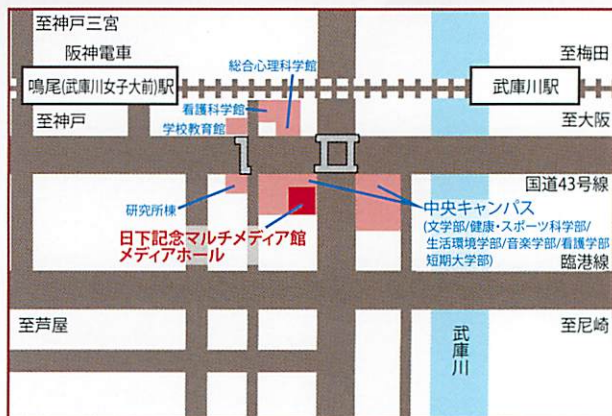 至神戸三宮
阪神電車
至梅田
総合心理科学館
鳴尾(武庫川女子大前)駅
武庫川駅
看護科学館
至神戸
至大阪
学校教育館
国道43号線
研究所棟
中央キャンパス
(文学部/健康・スポーツ科学部/
生活環境学部/音楽学部/看護学部
短期大学部)
日下記念マルチメディア館
メディアホール
臨港線
至芦屋
武庫川
至尼崎